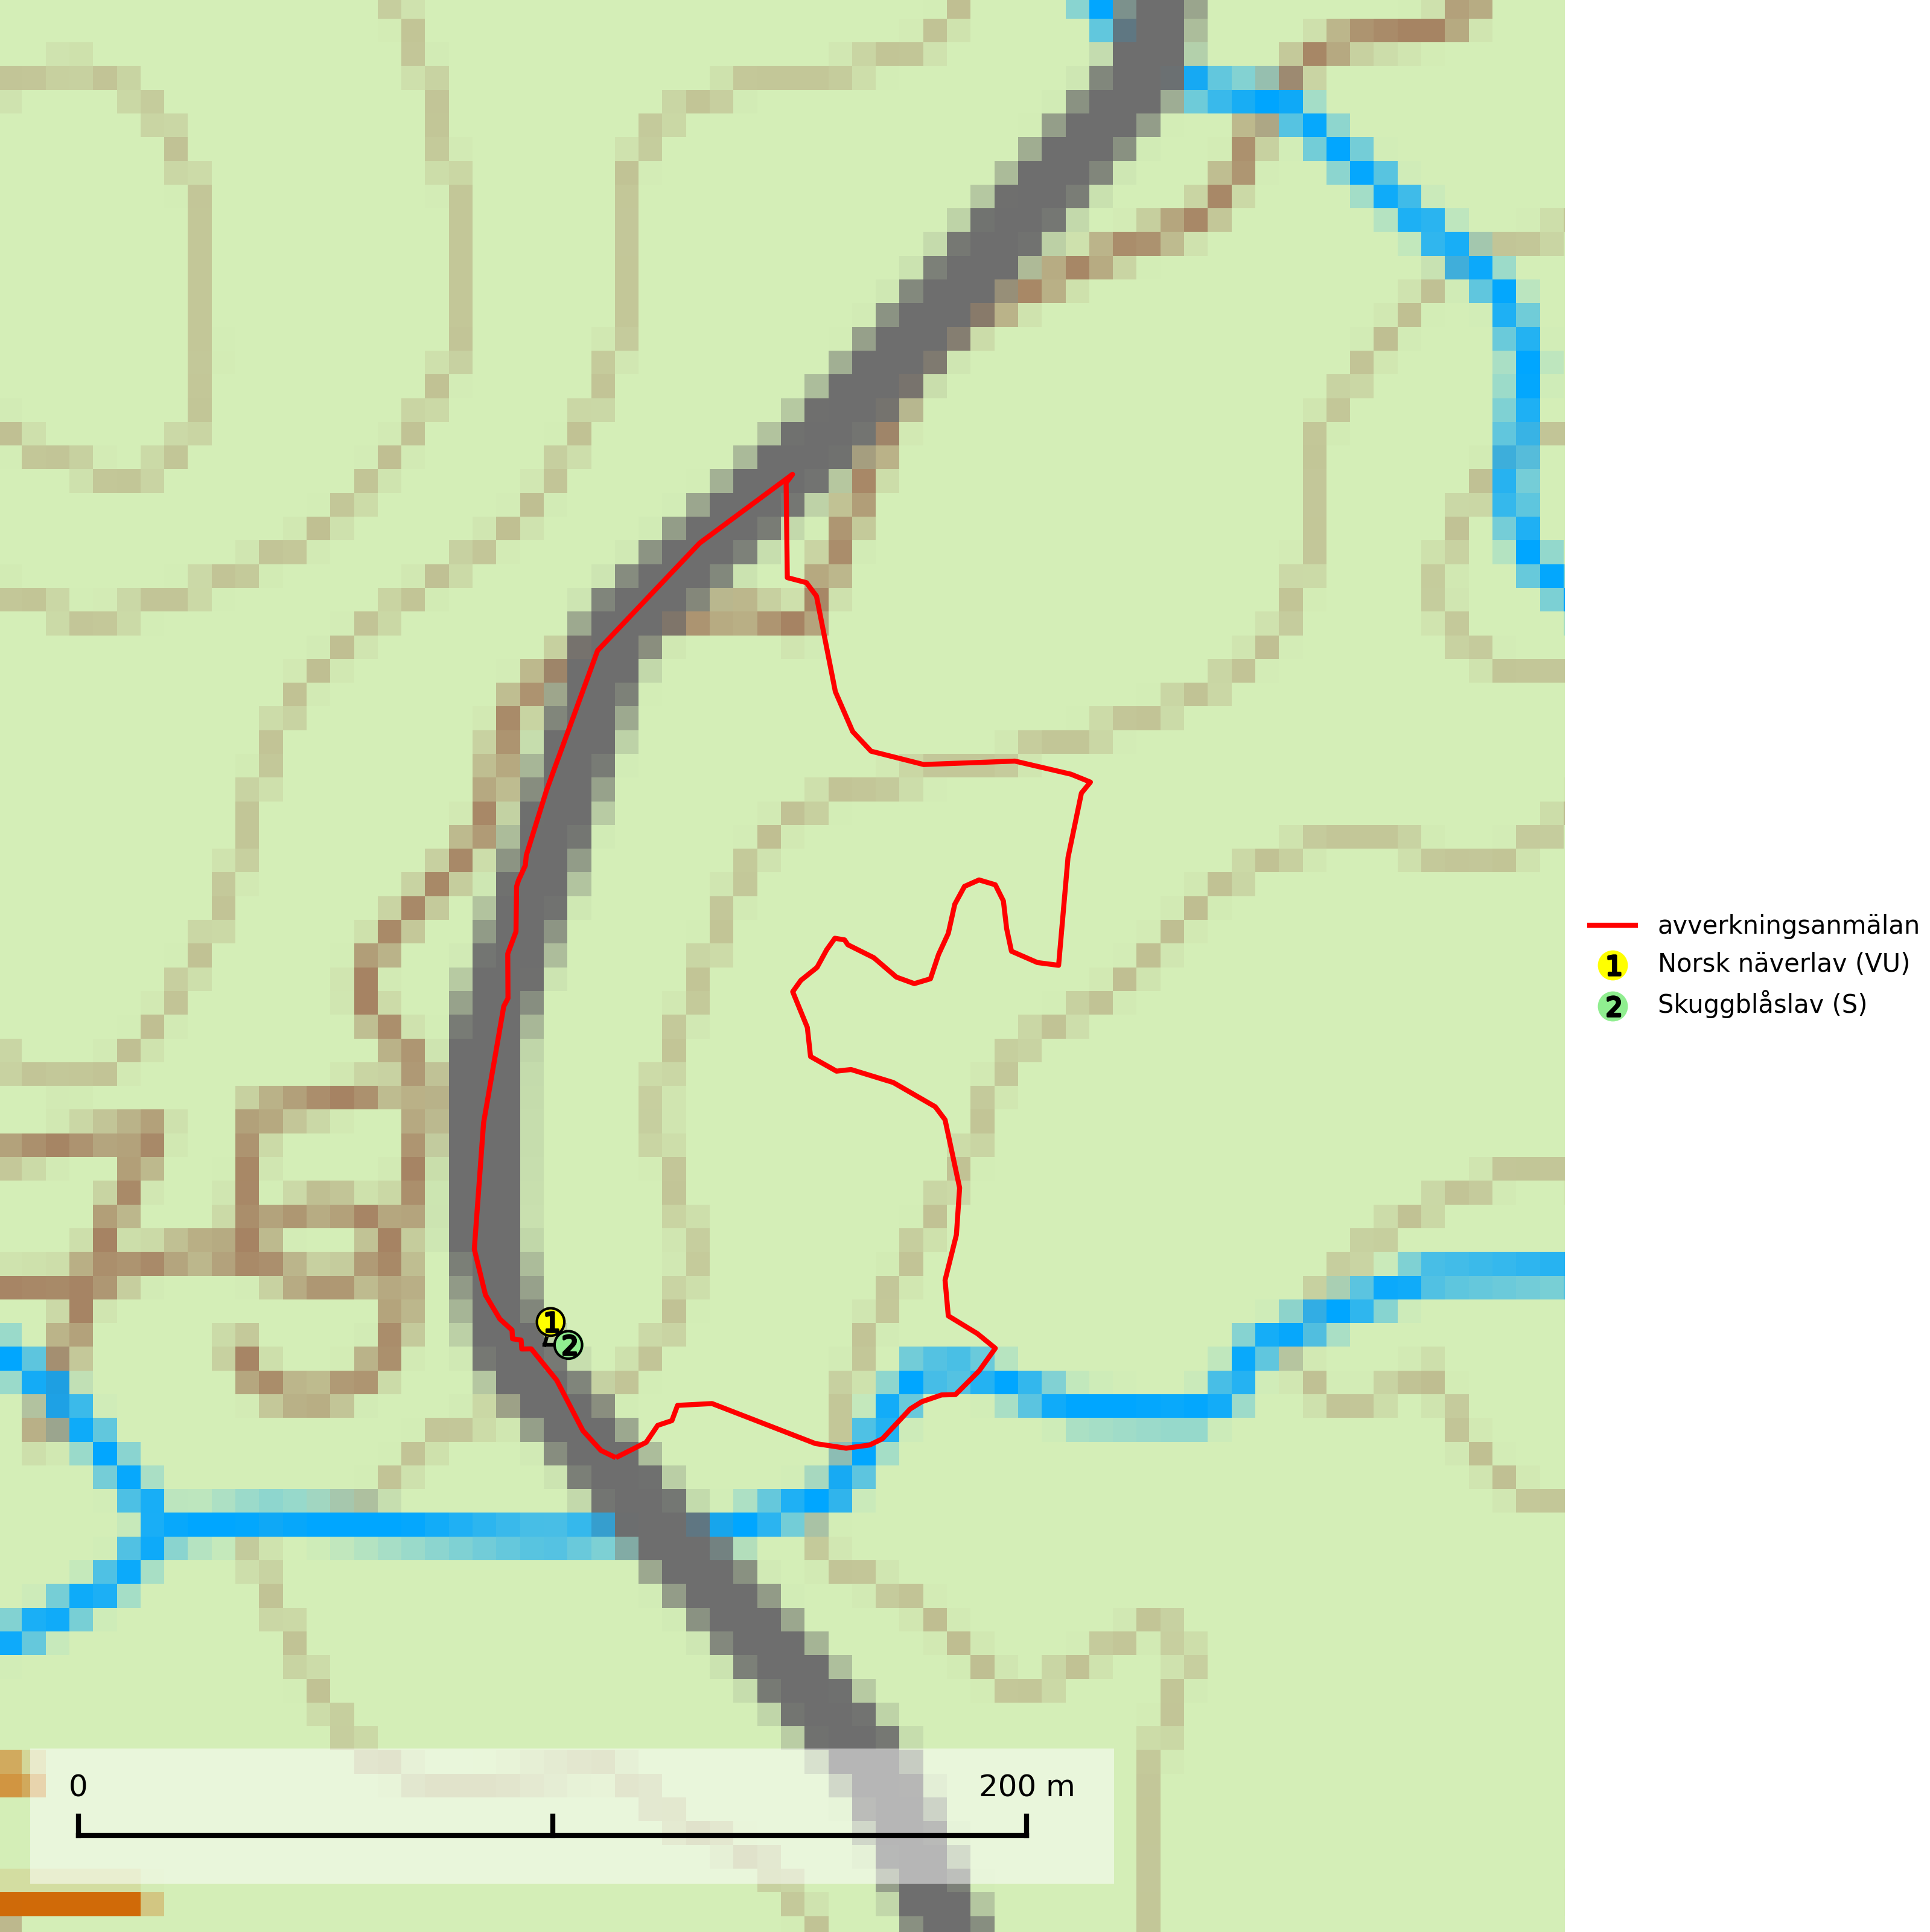 avverkningsanmälan
1 Norsk näverlav (VU)
2 Skuggblåslav (S)
1
2
0 200 m